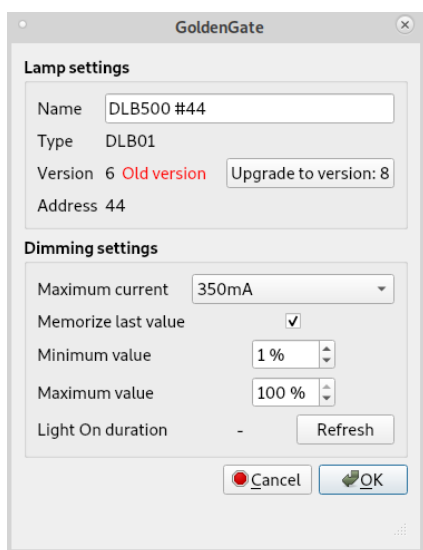 GoldenGate
Lamp settings
Name DLB500 #44
Type DLB01
Version 6 Old version Upgrade to version: 8
Address 44
Dimming settings
Maximum current 350mA
Memorize last value
Minimum value 1 %
Maximum value 100 %
Light On duration - Refresh
Cancel OK